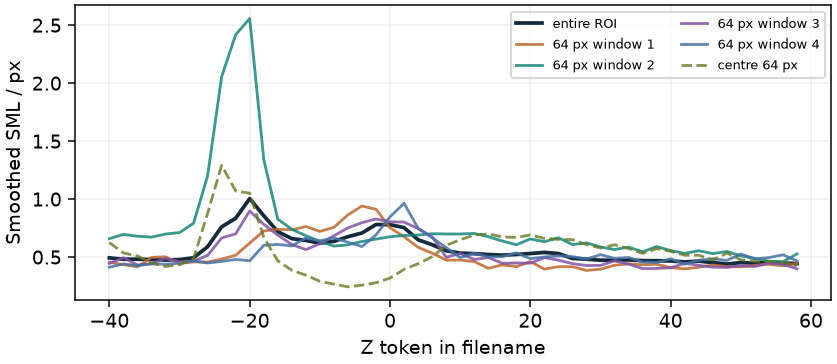 Smoothed SML / px
2.5
2.0
1.5
1.0
0.5
entire ROI
64 px window 1
64 px window 2
64 px window 3
64 px window 4
centre 64 px
−40
−20
0
20
40
60
Z token in filename